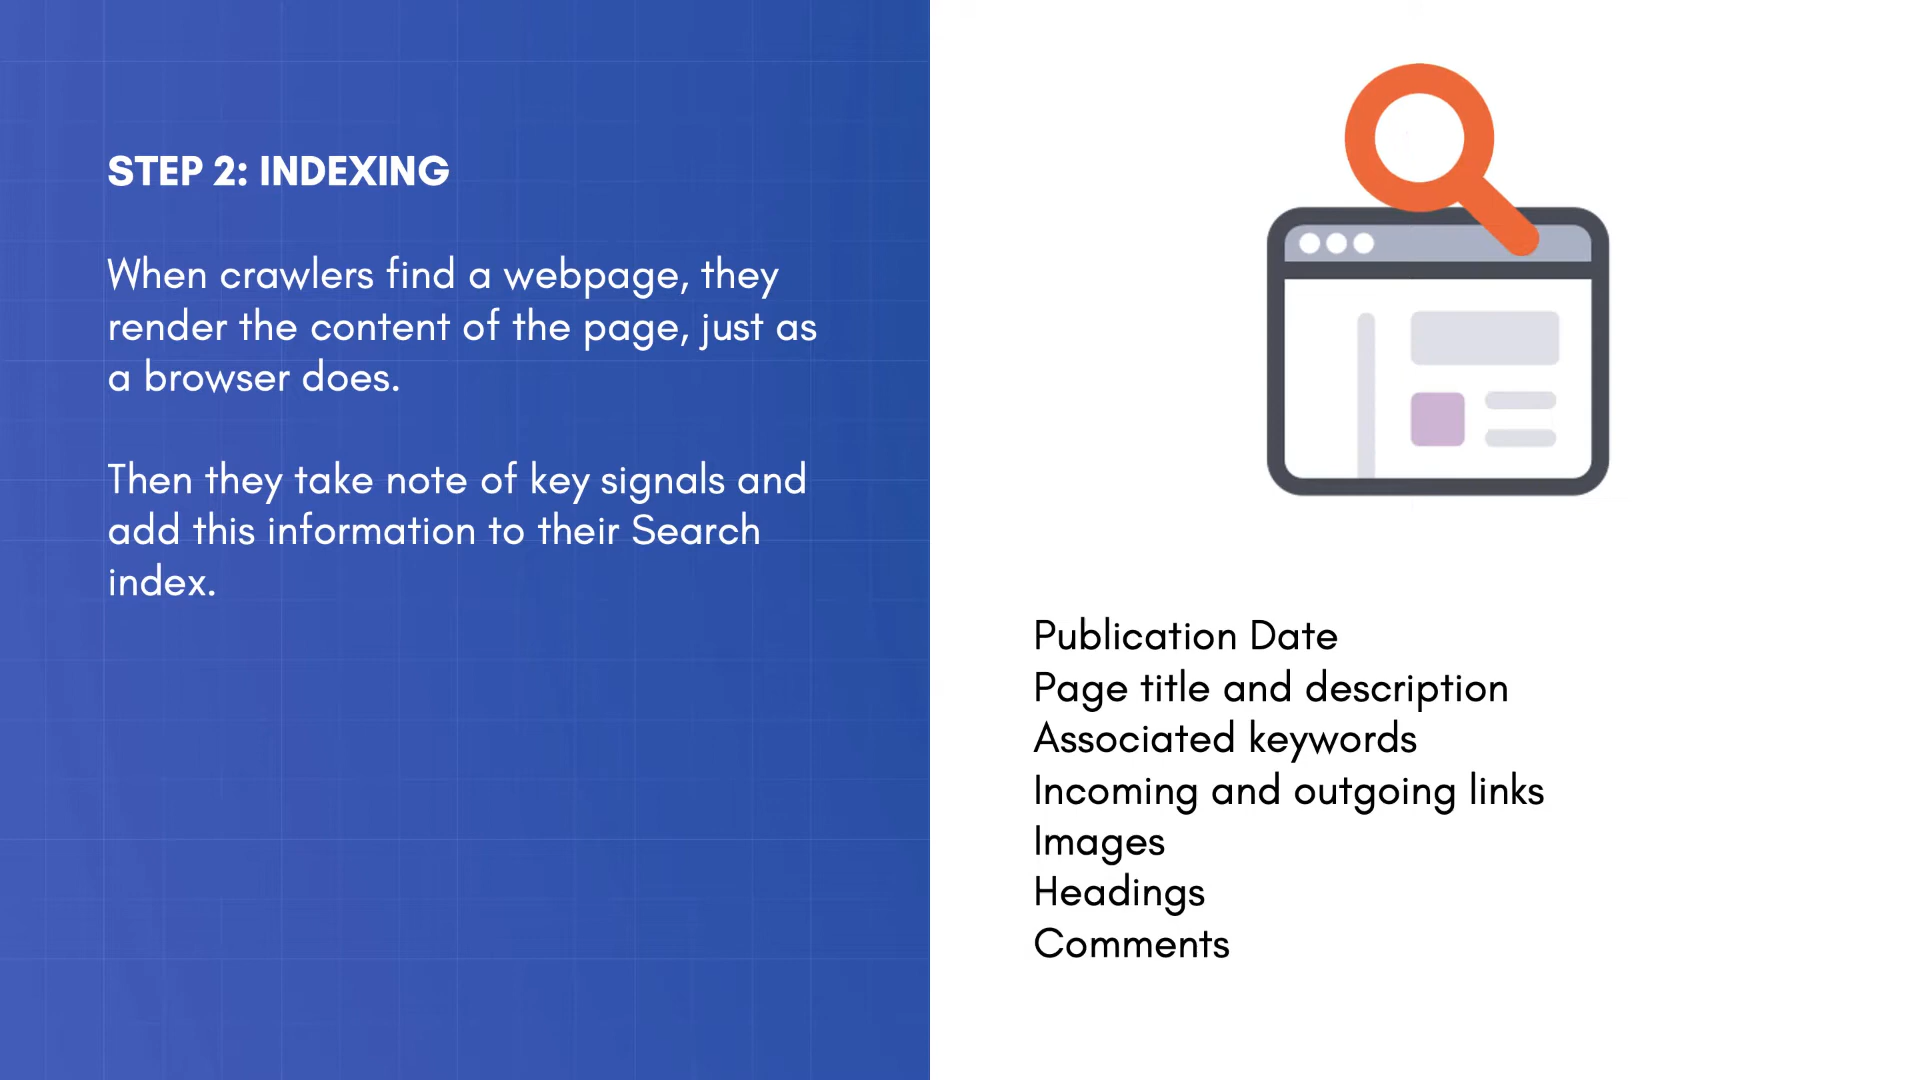 STEP 2: INDEXING
When crawlers find a webpage, they
render the content of the page, just as
a browser does.
Then they take note of key signals and
add this information to their Search
index.
Publication Date
Page title and description
Associated keywords
Incoming and outgoing links
Images
Headings
Comments